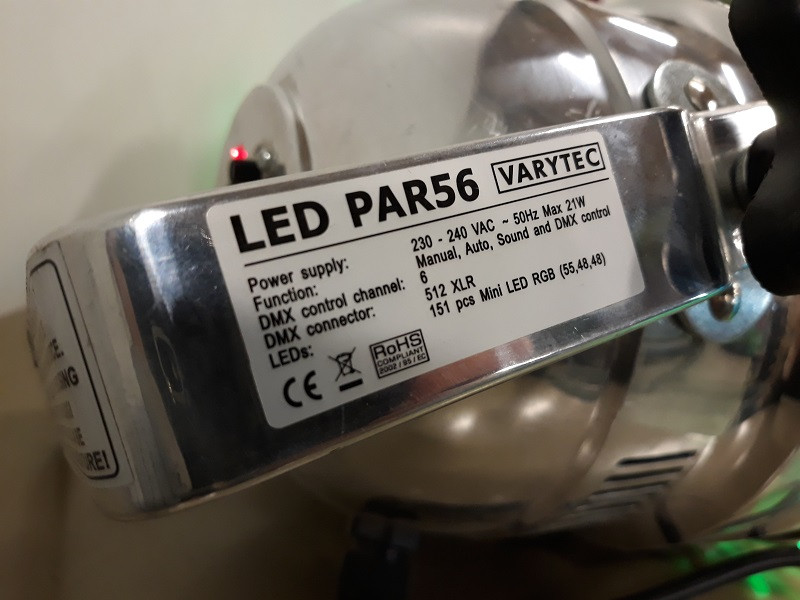 LED PAR56 VARYTEC
Power supply: 230 - 240 VAC ~ 50Hz Max 21W
Function: Manual, Auto, Sound and DMX control
DMX control channel: 6
DMX connector: 512 XLR
LEDs: 151 pcs Mini LED RGB (55,48,48)
CE
RoHS
COMPLIANT
2002 / 95 / EC